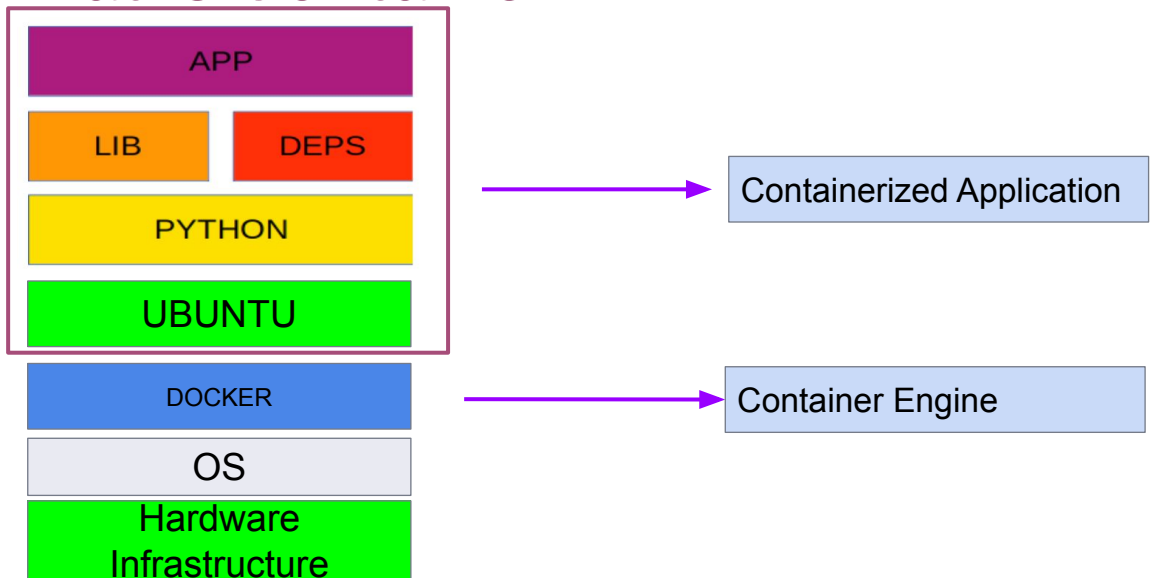 APP
LIB
DEPS
PYTHON
UBUNTU
DOCKER
OS
Hardware
Infrastructure
Containerized Application
Container Engine